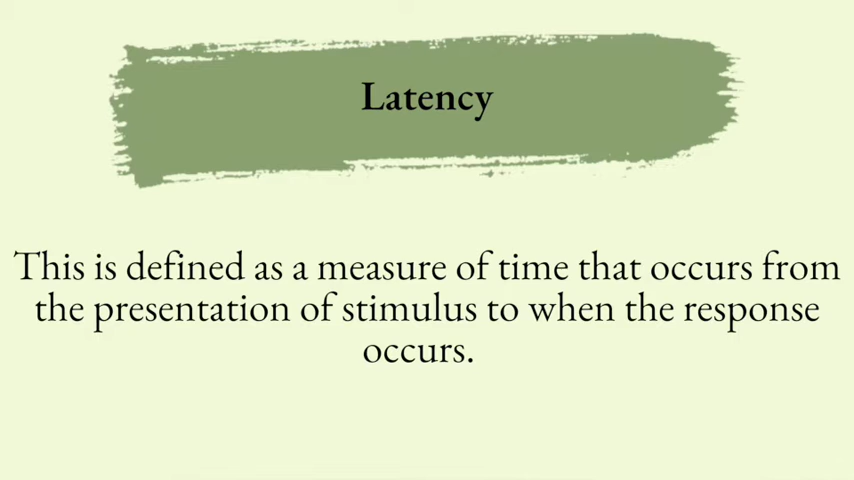 Latency
This is defined as a measure of time that occurs from
the presentation of stimulus to when the response
occurs.